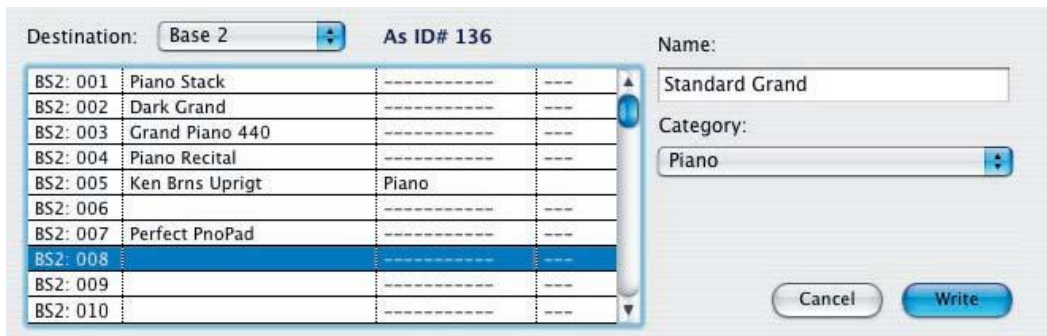 Destination: Base 2 As ID# 136
BS2: 001 Piano Stack ----------- ---
BS2: 002 Dark Grand ----------- ---
BS2: 003 Grand Piano 440 ----------- ---
BS2: 004 Piano Recital ----------- ---
BS2: 005 Ken Brns Uprigt Piano
BS2: 006 ----------- ---
BS2: 007 Perfect PnoPad ----------- ---
BS2: 008 ----------- ---
BS2: 009 ----------- ---
BS2: 010 ----------- ---
Name:
Standard Grand
Category:
Piano
Cancel Write